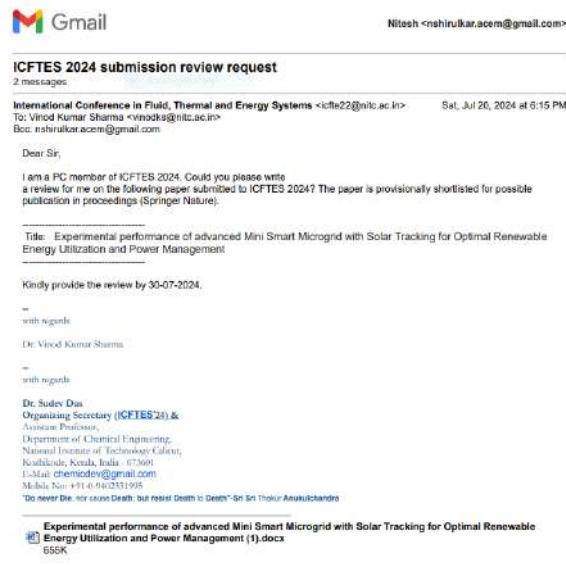 Gmail
Nitesh <nshirulkar.acem@gmail.com>
ICFTES 2024 submission review request
2 messages
International Conference in Fluid, Thermal and Energy Systems <icfte22@nitc.ac.in> Sat, Jul 20, 2024 at 6:15 PM
To: Vinod Kumar Sharma <vinodks@nitc.ac.in>
Bcc: nshirulkar.acem@gmail.com
Dear Sir,
I am a PC member of ICFTES 2024. Could you please write
a review for me on the following paper submitted to ICFTES 2024? The paper is provisionally shortlisted for possible
publication in proceedings (Springer Nature).
------------------------------------
Title: Experimental performance of advanced Mini Smart Microgrid with Solar Tracking for Optimal Renewable
Energy Utilization and Power Management
------------------------------------
Kindly provide the review by 30-07-2024.
--
with regards
Dr. Vinod Kumar Sharma
--
with regards
Dr. Sudev Das
Organizing Secretary (ICFTES'24) &
Assistant Professor,
Department of Chemical Engineering,
National Institute of Technology Calicut,
Kozhikode, Kerala, India - 673601
E-Mail: chemiodev@gmail.com
Mobile No: +91-0-9402331995
"Do never Die, nor cause Death; but resist Death to Death"-Sri Sri Thakur Anukulchandra
Experimental performance of advanced Mini Smart Microgrid with Solar Tracking for Optimal Renewable
Energy Utilization and Power Management (1).docx
655K